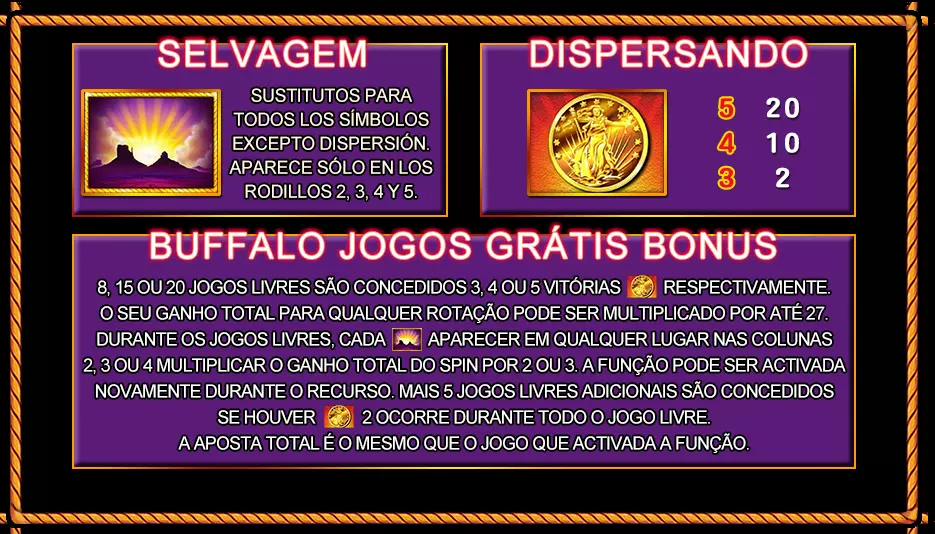 SELVAGEM
SUSTITUTOS PARA
TODOS LOS SÍMBOLOS
EXCEPTO DISPERSIÓN.
APARECE SÓLO EN LOS
RODILLOS 2, 3, 4 Y 5.
DISPERSANDO
5 20
4 10
3 2
BUFFALO JOGOS GRÁTIS BONUS
8, 15 OU 20 JOGOS LIVRES SÃO CONCEDIDOS 3, 4 OU 5 VITÓRIAS RESPECTIVAMENTE.
O SEU GANHO TOTAL PARA QUALQUER ROTAÇÃO PODE SER MULTIPLICADO POR ATÉ 27.
DURANTE OS JOGOS LIVRES, CADA APARECER EM QUALQUER LUGAR NAS COLUNAS
2, 3 OU 4 MULTIPLICAR O GANHO TOTAL DO SPIN POR 2 OU 3. A FUNÇÃO PODE SER ACTIVADA
NOVAMENTE DURANTE O RECURSO. MAIS 5 JOGOS LIVRES ADICIONAIS SÃO CONCEDIDOS
SE HOUVER 2 OCORRE DURANTE TODO O JOGO LIVRE.
A APOSTA TOTAL É O MESMO QUE O JOGO QUE ACTIVADA A FUNÇÃO.